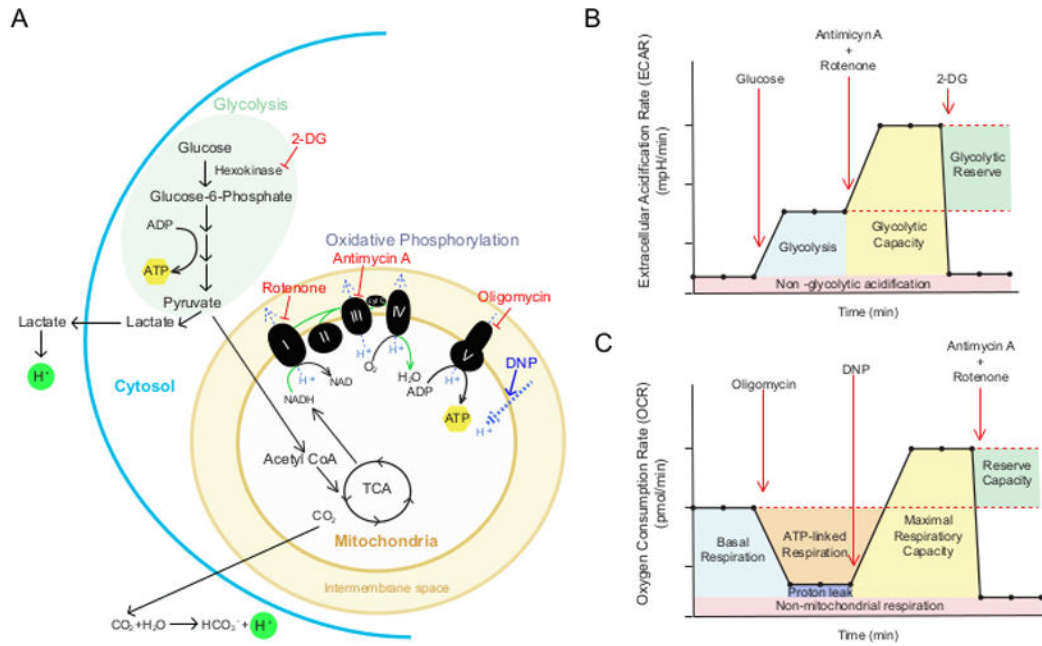 A
Glycolysis
2-DG
Glucose
Hexokinase
Glucose-6-Phosphate
ADP
ATP
Pyruvate
Lactate
Lactate
H⁺
Cytosol
Oxidative Phosphorylation
Antimycin A
Rotenone
Oligomycin
I
II
III
Cyt C
IV
V
H⁺
H⁺
H⁺
H⁺
NAD
NADH
O₂
H₂O
ADP
ATP
DNP
H⁺
Acetyl CoA
TCA
CO₂
Mitochondria
Intermembrane space
CO₂+H₂O
HCO₃⁻+
H⁺
B
Extracellular Acidification Rate (ECAR)
(mpH/min)
Glucose
Antimicyn A
+
Rotenone
2-DG
Glycolysis
Glycolytic
Capacity
Glycolytic
Reserve
Non -glycolytic acidification
Time (min)
C
Oxygen Consumption Rate (OCR)
(pmol/min)
Oligomycin
DNP
Antimycin A
+
Rotenone
Basal
Respiration
ATP-linked
Respiration
Proton leak
Maximal
Respiratory
Capacity
Reserve
Capacity
Non-mitochondrial respiration
Time (min)